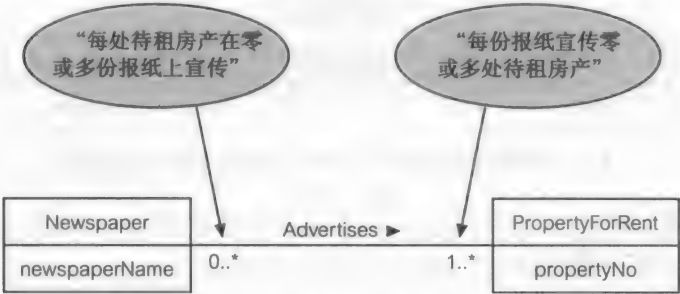 “每处待租房产在零
或多份报纸上宣传”
“每份报纸宣传零
或多处待租房产”
Newspaper
Advertises ►
PropertyForRent
newspaperName
0..*
1..*
propertyNo